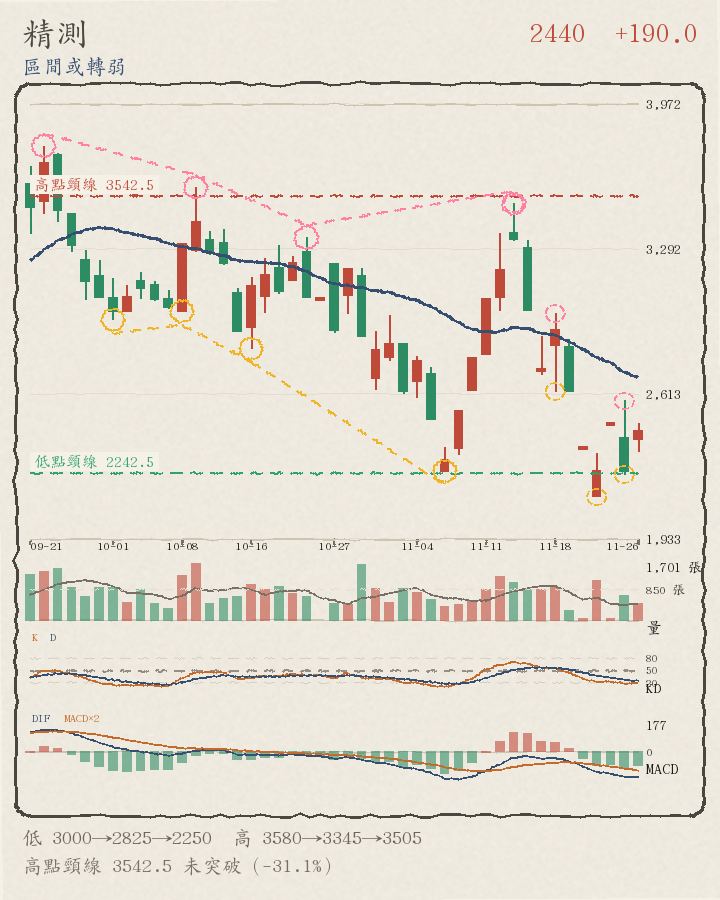 精測
2440 +190.0
區間或轉弱
3,972
高點頸線 3542.5
3,292
2,613
低點頸線 2242.5
1,933
09-21 10-01 10-08 10-16 10-27 11-04 11-11 11-18 11-26
1,701 張
850 張
量
K D
80
50
20
KD
DIF MACD×2
177
0
MACD
低 3000→2825→2250 高 3580→3345→3505
高點頸線 3542.5 未突破 (-31.1%)